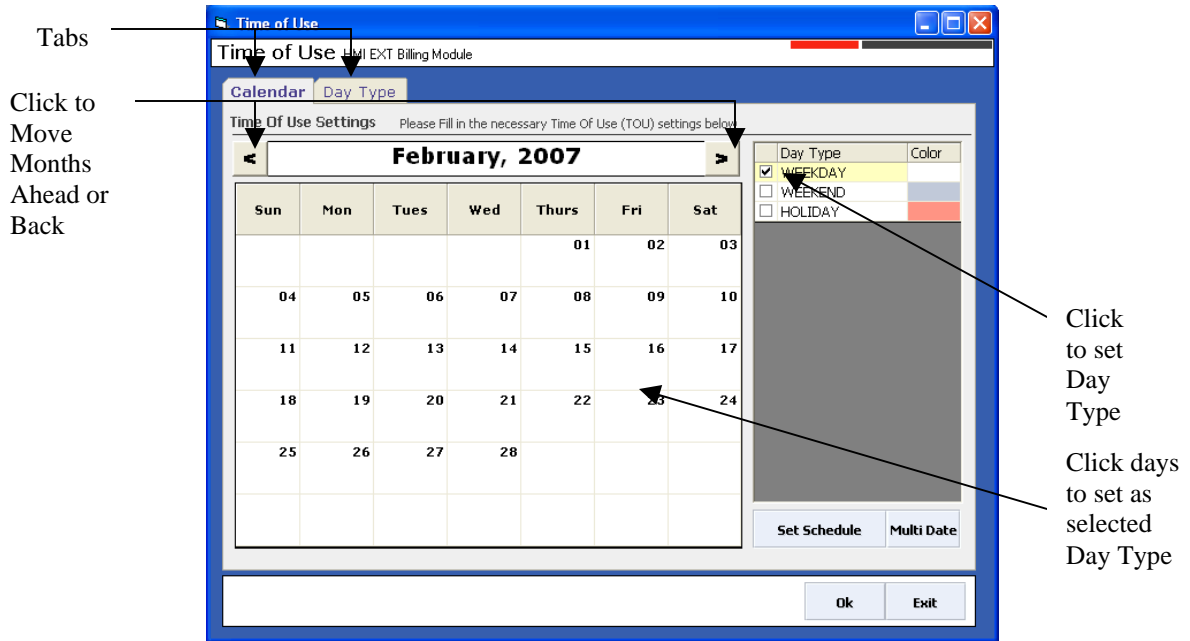 Tabs
Click to
Move
Months
Ahead or
Back
Time of Use
Time of Use HMI EXT Billing Module
Calendar Day Type
Time Of Use Settings Please Fill in the necessary Time Of Use (TOU) settings below
< February, 2007 >
Sun Mon Tues Wed Thurs Fri Sat
01 02 03
04 05 06 07 08 09 10
11 12 13 14 15 16 17
18 19 20 21 22 23 24
25 26 27 28
Day Type Color
WEEKDAY
WEEKEND
HOLIDAY
Set Schedule Multi Date
Ok Exit
Click
to set
Day
Type
Click days
to set as
selected
Day Type